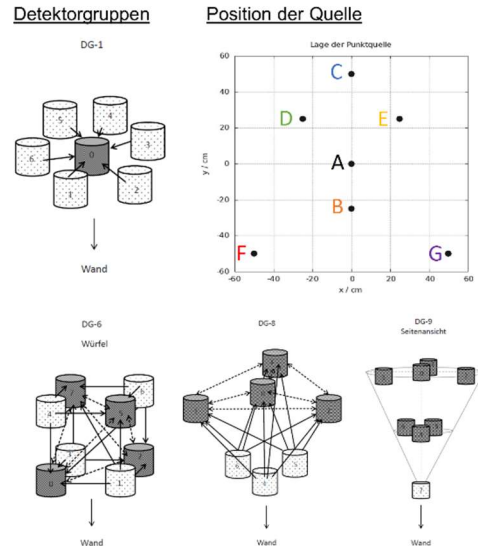 Detektorgruppen
Position der Quelle
DG-1
5
4
3
0
6
1
2
Wand
Lage der Punktquelle
60
40
20
0
-20
-40
-60
y / cm
C
D
E
A
B
F
G
-60
-40
-20
0
20
40
60
x / cm
DG-6
Würfel
4
5
0
1
Wand
DG-8
Wand
DG-9
Seitenansicht
Wand